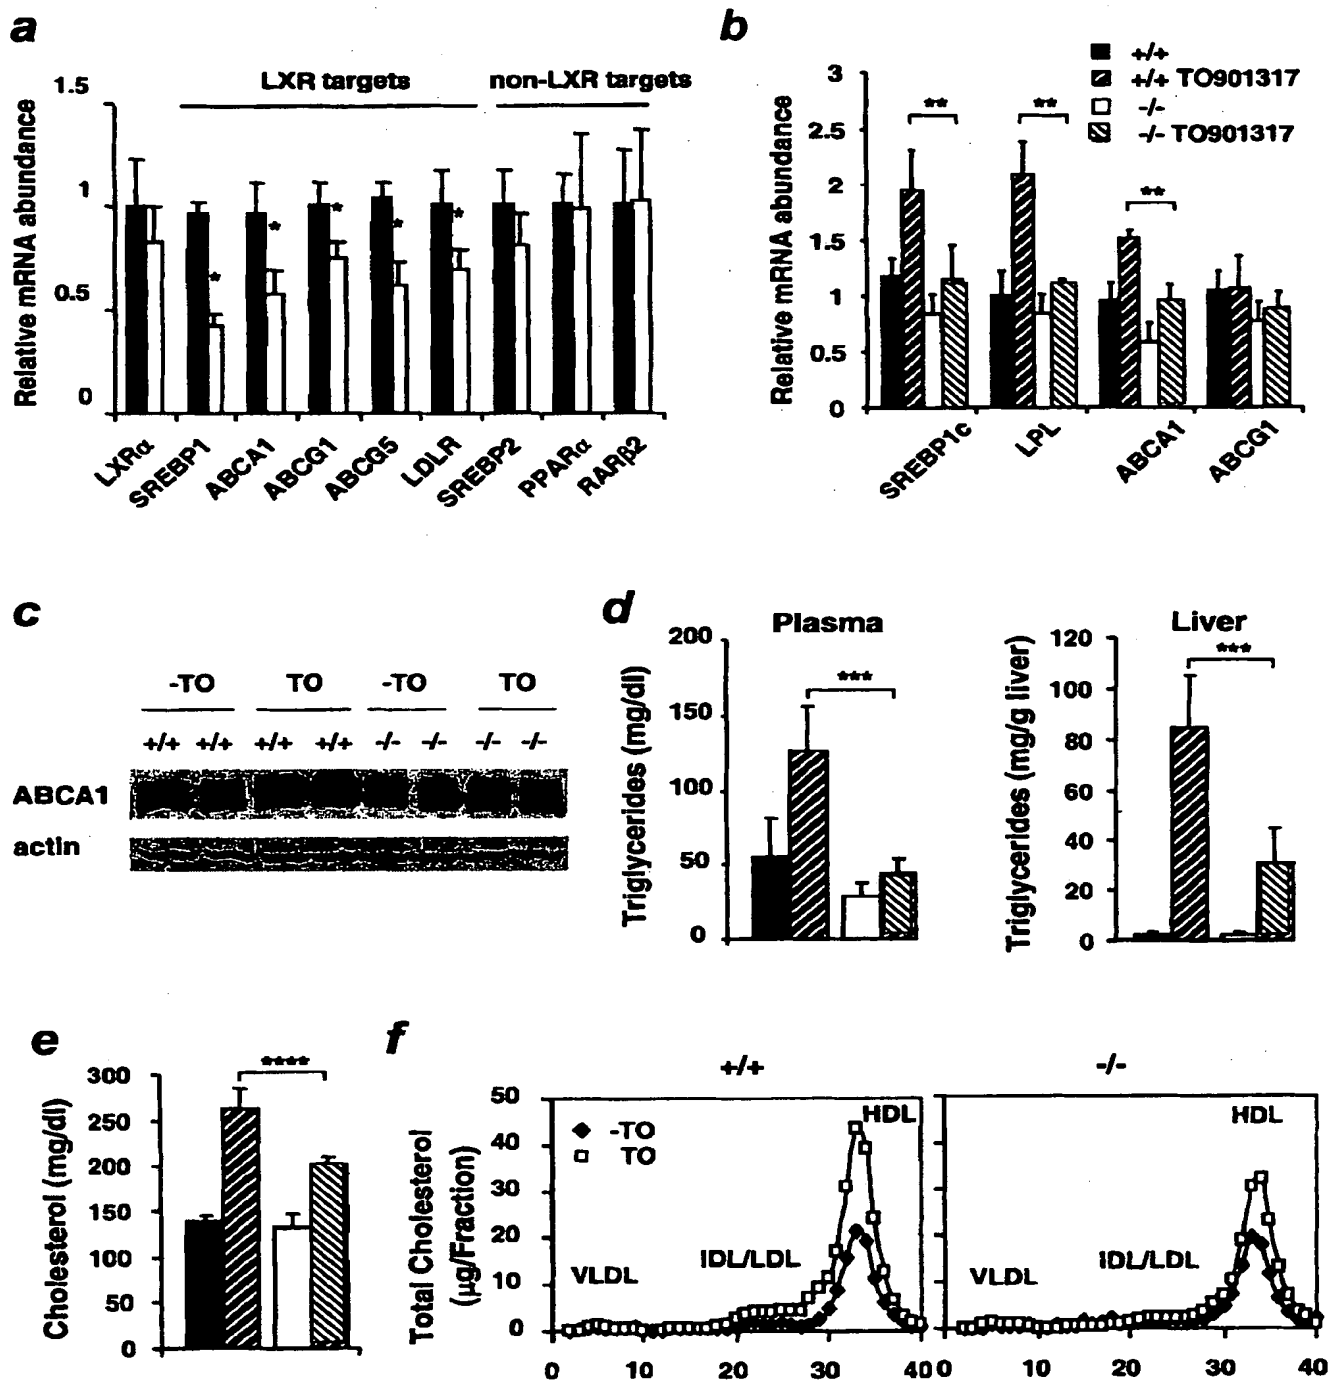 a
LXR targets
non-LXR targets
Relative mRNA abundance
1.5
1
0.5
0
*
*
*
*
*
LXRα
SREBP1
ABCA1
ABCG1
ABCG5
LDLR
SREBP2
PPARα
RARβ2
b
+/+
+/+ TO901317
-/-
-/- TO901317
Relative mRNA abundance
3
2.5
2
1.5
1
0.5
0
**
**
**
SREBP1c
LPL
ABCA1
ABCG1
c
-TO TO -TO TO
+/+ +/+ +/+ +/+ -/- -/- -/- -/-
ABCA1
actin
d
Plasma
Triglycerides (mg/dl)
200
150
100
50
0
***
Liver
Triglycerides (mg/g liver)
120
100
80
60
40
20
0
***
e
Cholesterol (mg/dl)
300
250
200
150
100
50
0
****
f
+/+
-/-
Total Cholesterol
(µg/Fraction)
50
40
30
20
10
0
-TO
TO
HDL
VLDL
IDL/LDL
0 10 20 30 40
HDL
VLDL
IDL/LDL
0 10 20 30 40